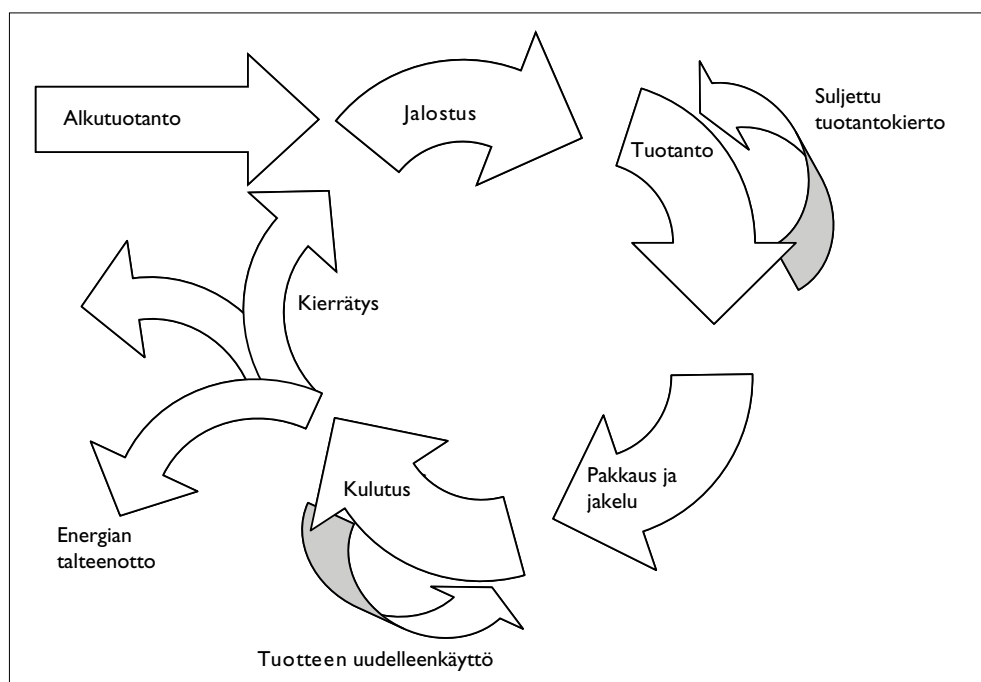 Alkutuotanto
Jalostus
Tuotanto
Suljettu
tuotantokierto
Kierrätys
Pakkaus ja
jakelu
Kulutus
Energian
talteenotto
Tuotteen uudelleenkäyttö